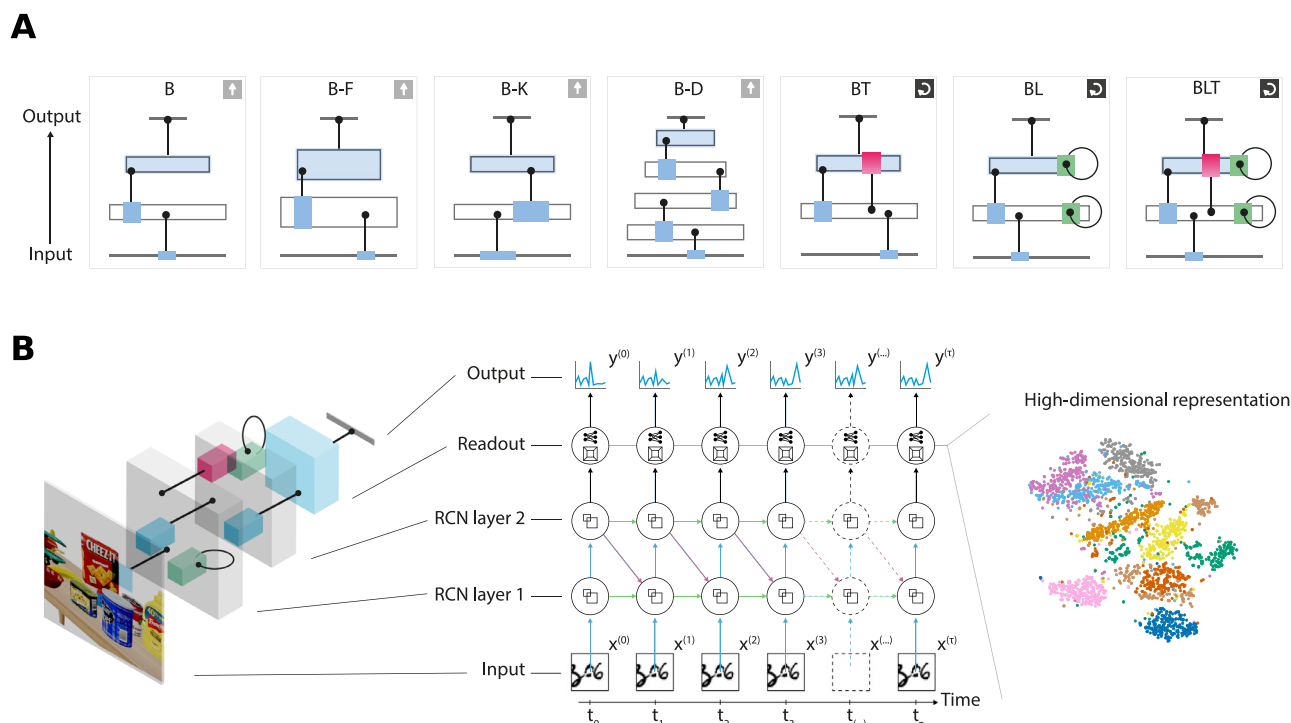 A
B B-F B-K B-D BT BL BLT
Output
Input
B
Output
Readout
RCN layer 2
RCN layer 1
Input
y(0) y(1) y(2) y(3) y(...) y(τ)
x(0) x(1) x(2) x(3) x(...) x(τ)
Time
High-dimensional representation
CHEEZ-IT